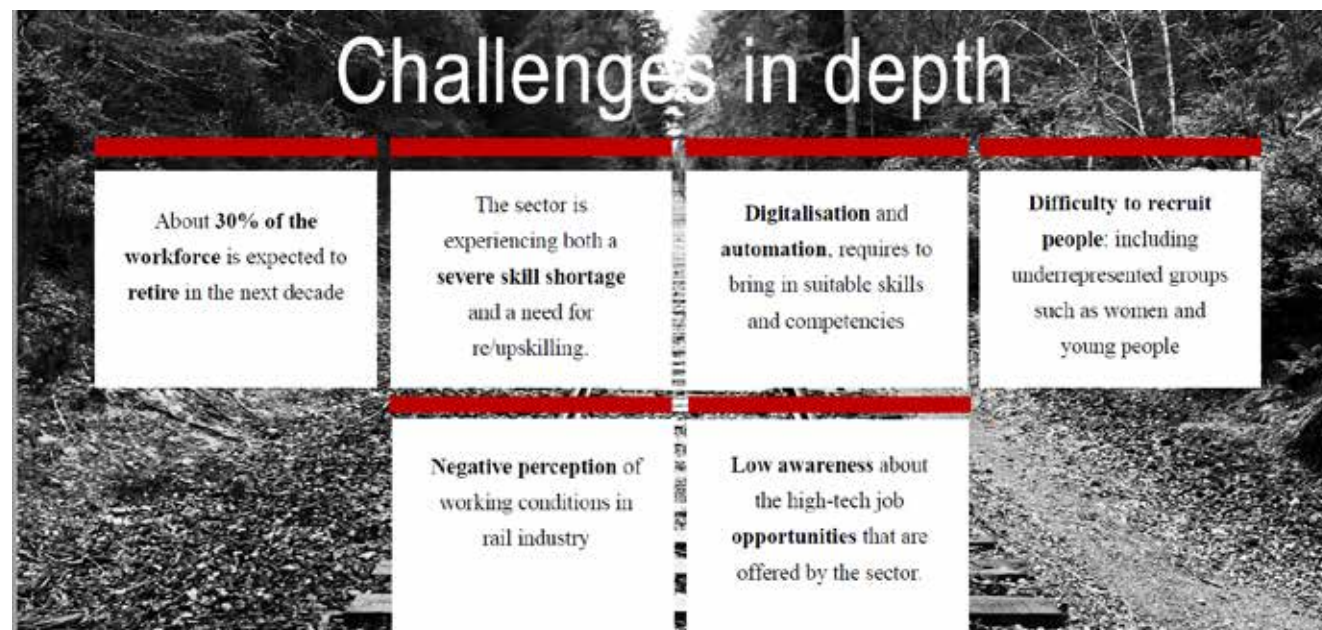 Challenges in depth
About 30% of the
workforce is expected to
retire in the next decade
The sector is
experiencing both a
severe skill shortage
and a need for
re/upskilling.
Digitalisation and
automation, requires to
bring in suitable skills
and competencies
Difficulty to recruit
people: including
underrepresented groups
such as women and
young people
Negative perception of
working conditions in
rail industry
Low awareness about
the high-tech job
opportunities that are
offered by the sector.